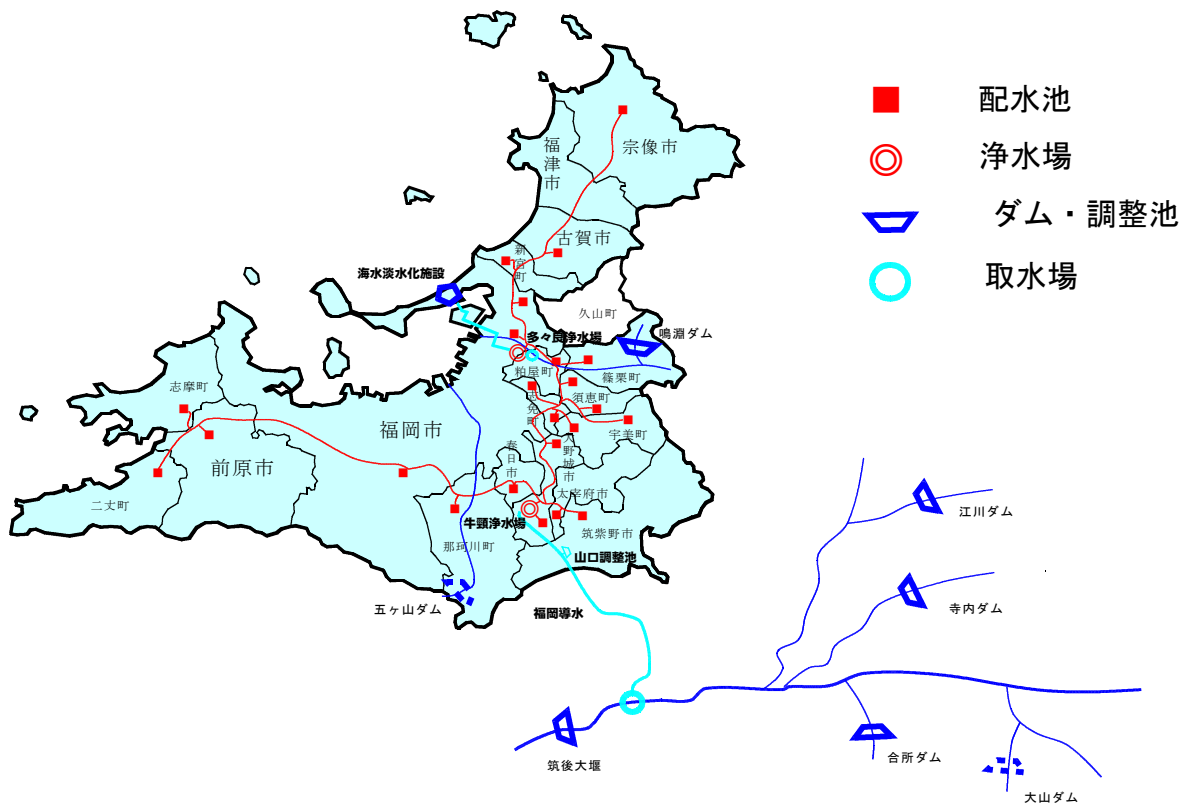 配水池
浄水場
ダム・調整池
取水場
宗像市
福津市
古賀市
新宮町
海水淡水化施設
久山町
鳴淵ダム
多々良浄水場
粕屋町
篠栗町
志摩町
須恵町
志免町
福岡市
宇美町
大野城市
春日市
前原市
太宰府市
二丈町
牛頸浄水場
筑紫野市
那珂川町
山口調整池
五ヶ山ダム
福岡導水
江川ダム
寺内ダム
筑後大堰
合所ダム
大山ダム